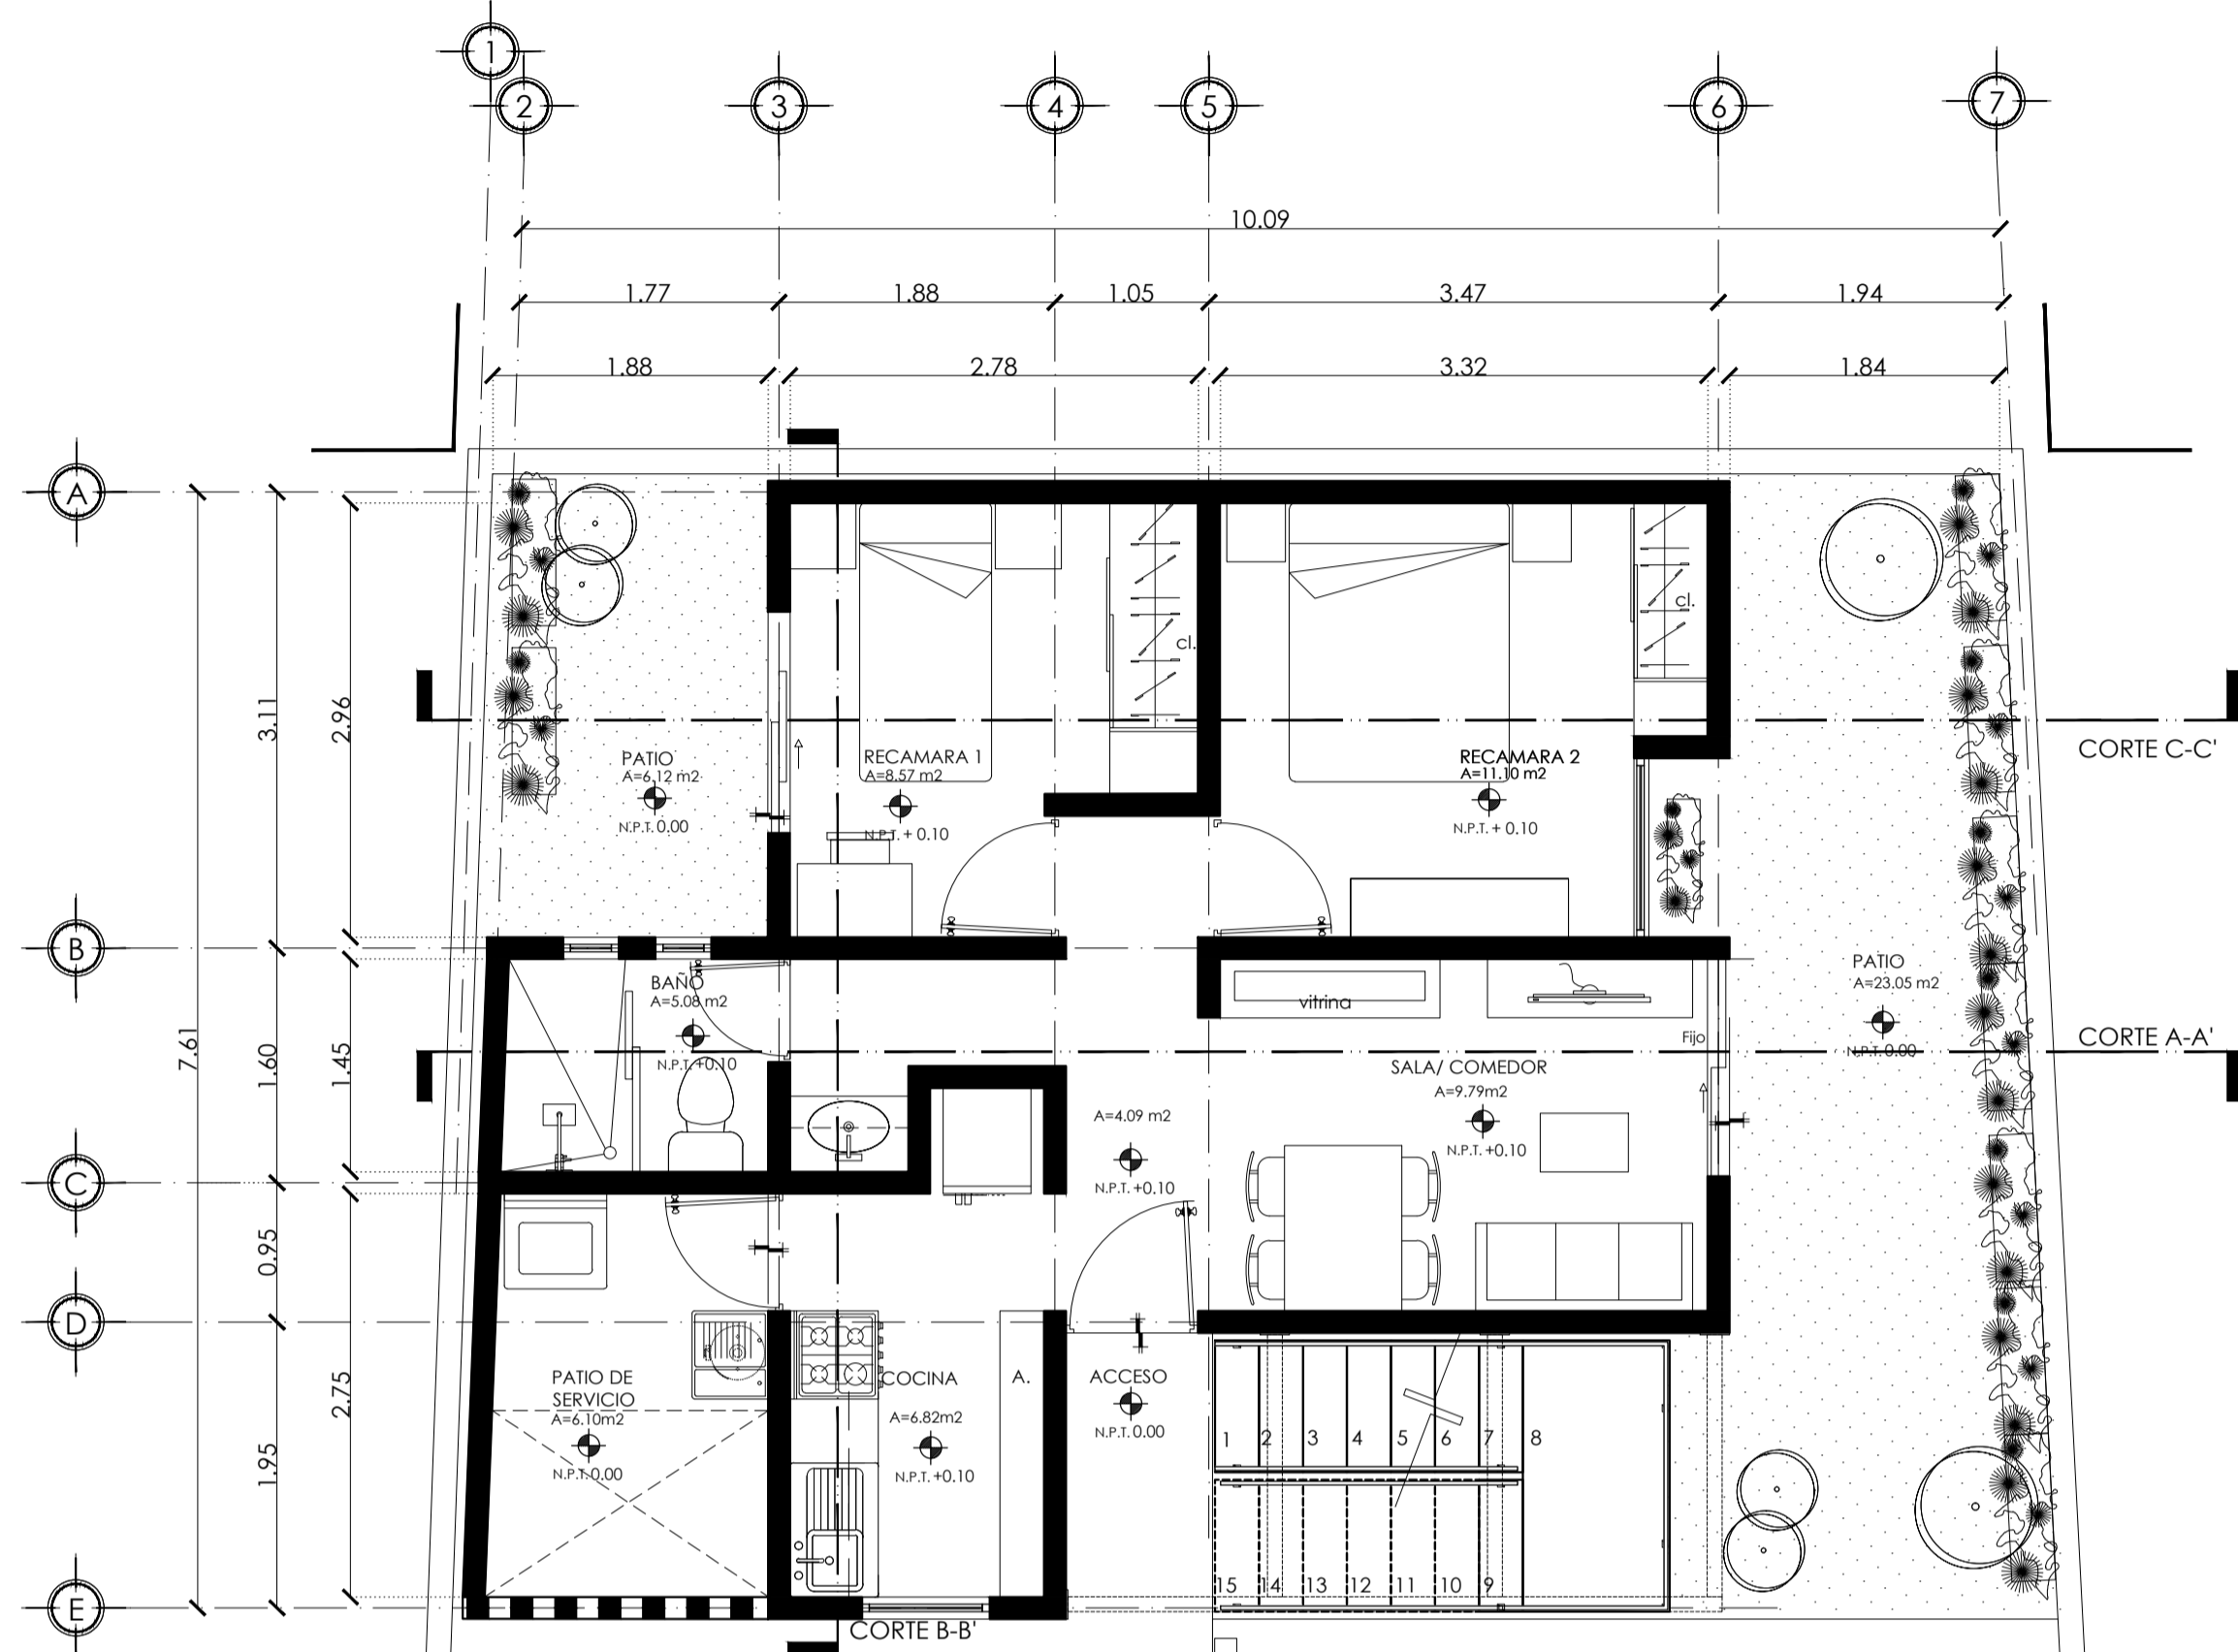 1
2
3
4
5
6
7
10.09
1.77
1.88
1.05
3.47
1.94
1.88
2.78
3.32
1.84
A
B
C
D
E
7.61
3.11
1.60
0.95
1.95
2.96
1.45
2.75
PATIO
A=6.12 m2
N.P.T. 0.00
RECAMARA 1
A=8.57 m2
N.P.T. + 0.10
cl.
RECAMARA 2
A=11.10 m2
N.P.T. + 0.10
cl.
CORTE C-C'
BAÑO
A=5.08 m2
N.P.T. +0.10
vitrina
Fijo
PATIO
A=23.05 m2
N.P.T. 0.00
CORTE A-A'
SALA/ COMEDOR
A=9.79m2
N.P.T. +0.10
A=4.09 m2
N.P.T. +0.10
PATIO DE
SERVICIO
A=6.10m2
N.P.T. 0.00
COCINA
A=6.82m2
N.P.T. +0.10
A.
ACCESO
N.P.T. 0.00
1 2 3 4 5 6 7 8
15 14 13 12 11 10 9
CORTE B-B'